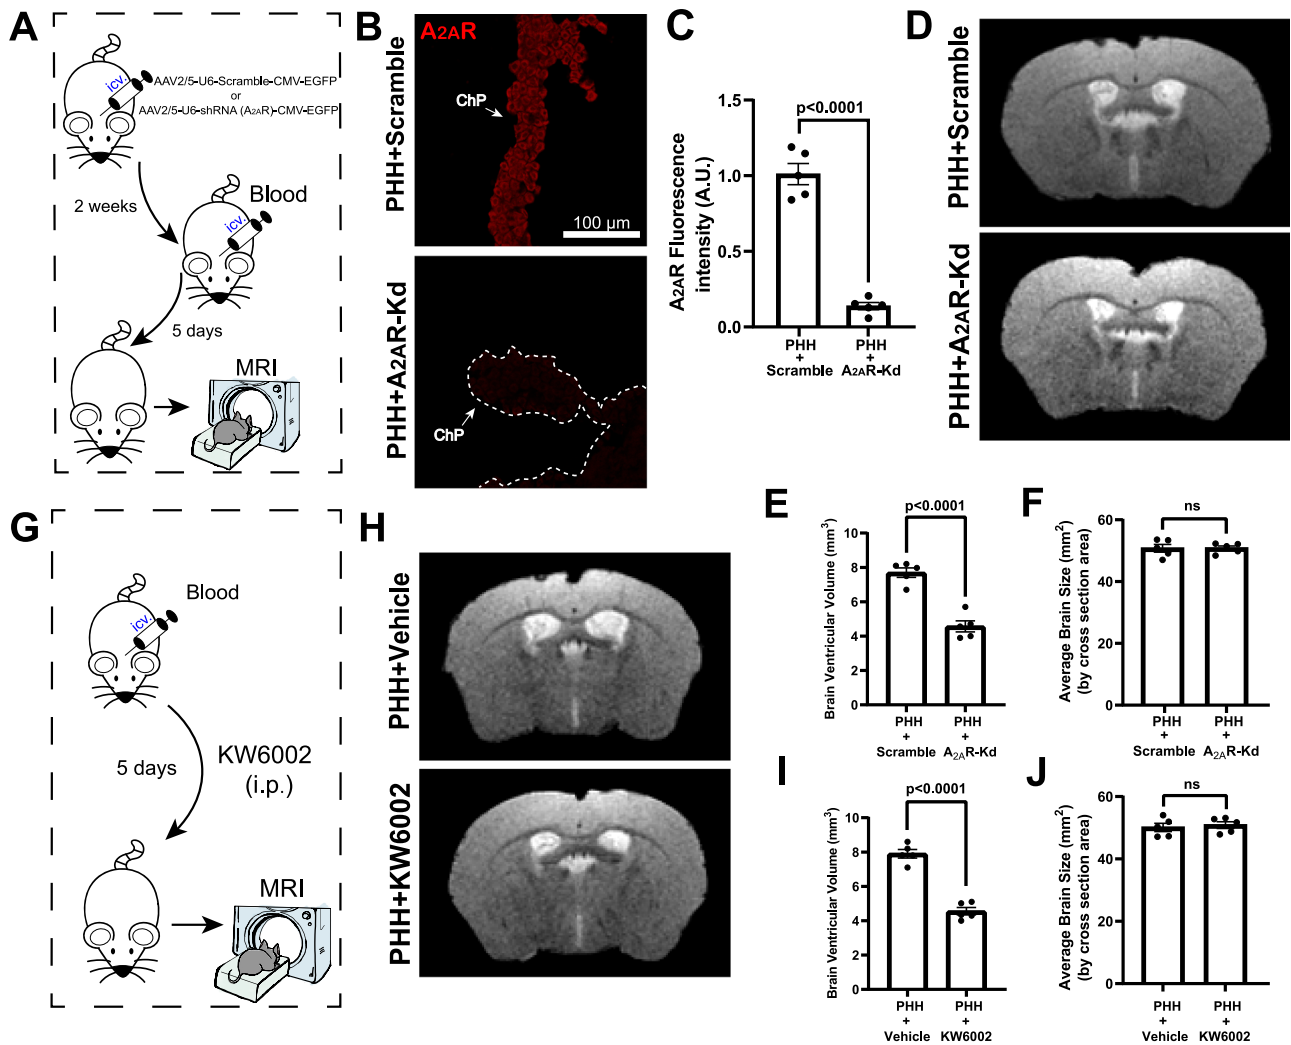 A
icv.
AAV2/5-U6-Scramble-CMV-EGFP
or
AAV2/5-U6-shRNA (A2AR)-CMV-EGFP
2 weeks
Blood
icv.
5 days
MRI
B
PHH+Scramble
A2AR
ChP
100 µm
PHH+A2AR-Kd
ChP
C
A2AR Fluorescence
intensity (A.U.)
1.5
1.0
0.5
0.0
p<0.0001
PHH
+
Scramble
PHH
+
A2AR-Kd
D
PHH+Scramble
PHH+A2AR-Kd
E
Brain Ventricular Volume (mm3)
10
8
6
4
2
0
p<0.0001
PHH
+
Scramble
PHH
+
A2AR-Kd
F
Average Brain Size (mm2)
(by cross section area)
60
40
20
0
ns
PHH
+
Scramble
PHH
+
A2AR-Kd
G
Blood
icv.
5 days
KW6002
(i.p.)
MRI
H
PHH+Vehicle
PHH+KW6002
I
Brain Ventricular Volume (mm3)
10
8
6
4
2
0
p<0.0001
PHH
+
Vehicle
PHH
+
KW6002
J
Average Brain Size (mm2)
(by cross section area)
60
40
20
0
ns
PHH
+
Vehicle
PHH
+
KW6002